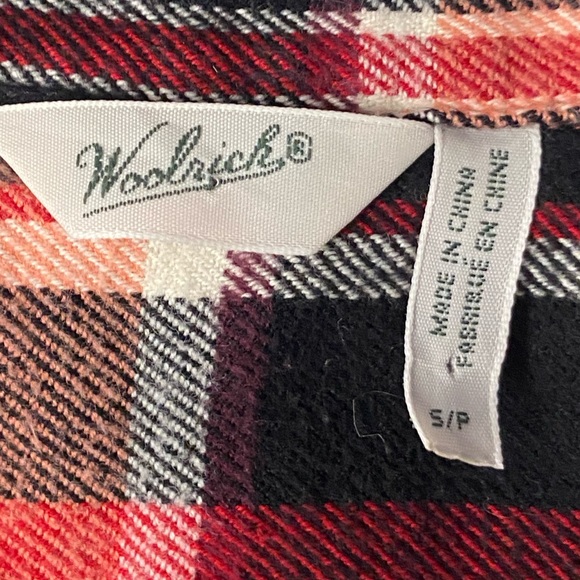 Woolrich®
MADE IN CHINA
FABRIQUÉ EN CHINE
S/P